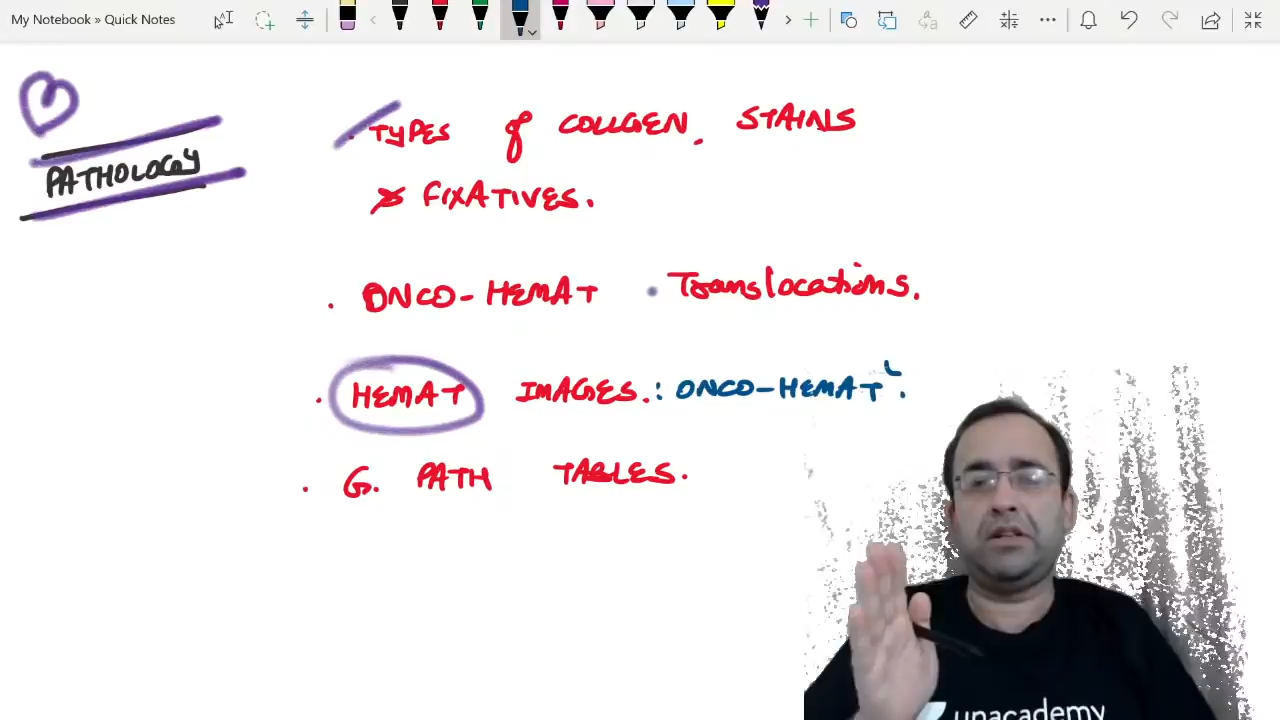 My Notebook » Quick Notes
PATHOLOGY
. TYPES of COLLGEN. STAINS
& FIXATIVES.
. ONCO-HEMAT . Translocations.
. HEMAT IMAGES. : ONCO-HEMAT.
. G. PATH TABLES.
unacademy